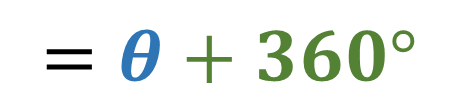 = θ + 360°